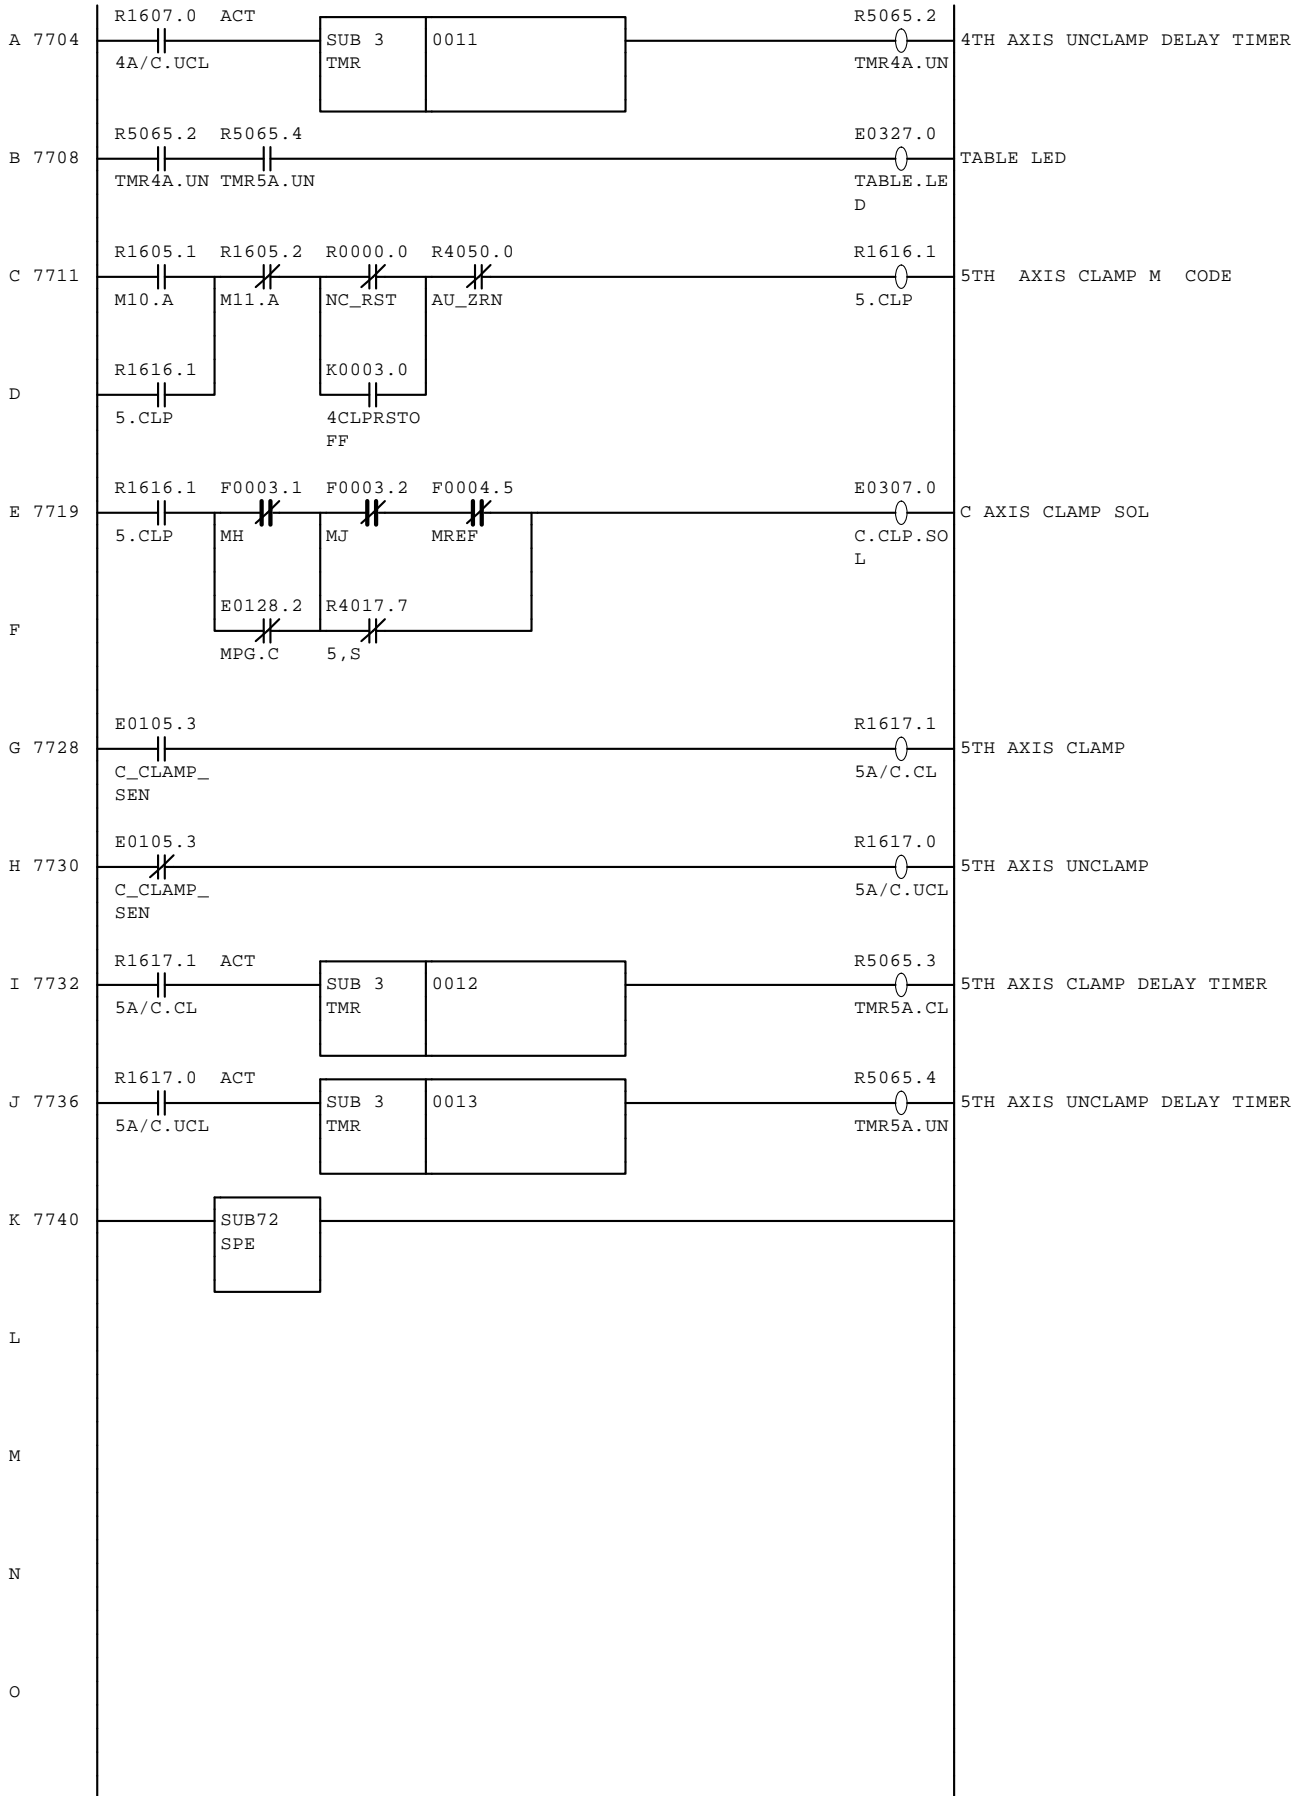 R1607.0 ACT R5065.2
A 7704 SUB 3 0011 4TH AXIS UNCLAMP DELAY TIMER
4A/C.UCL TMR TMR4A.UN
R5065.2 R5065.4 E0327.0
B 7708 TABLE LED
TMR4A.UN TMR5A.UN TABLE.LE
D
R1605.1 R1605.2 R0000.0 R4050.0 R1616.1
C 7711 5TH AXIS CLAMP M CODE
M10.A M11.A NC_RST AU_ZRN 5.CLP
R1616.1 K0003.0
D
5.CLP 4CLPRSTO
FF
R1616.1 F0003.1 F0003.2 F0004.5 E0307.0
E 7719 C AXIS CLAMP SOL
5.CLP MH MJ MREF C.CLP.SO
L
E0128.2 R4017.7
F
MPG.C 5,S
E0105.3 R1617.1
G 7728 5TH AXIS CLAMP
C_CLAMP_ 5A/C.CL
SEN
E0105.3 R1617.0
H 7730 5TH AXIS UNCLAMP
C_CLAMP_ 5A/C.UCL
SEN
R1617.1 ACT R5065.3
I 7732 SUB 3 0012 5TH AXIS CLAMP DELAY TIMER
5A/C.CL TMR TMR5A.CL
R1617.0 ACT R5065.4
J 7736 SUB 3 0013 5TH AXIS UNCLAMP DELAY TIMER
5A/C.UCL TMR TMR5A.UN
K 7740 SUB72
SPE
L
M
N
O